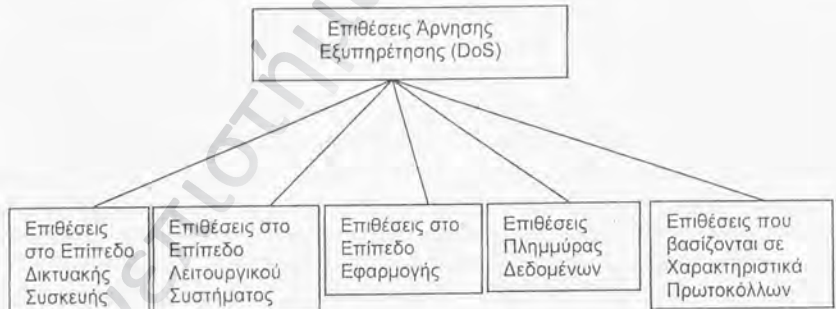 Επιθέσεις Άρνησης
Εξυπηρέτησης (DoS)
Επιθέσεις
στο Επίπεδο
Δικτυακής
Συσκευής
Επιθέσεις στο
Επίπεδο
Λειτουργικού
Συστήματος
Επιθέσεις στο
Επίπεδο
Εφαρμογής
Επιθέσεις
Πλημμύρας
Δεδομένων
Επιθέσεις που
βασίζονται σε
Χαρακτηριστικά
Πρωτοκόλλων